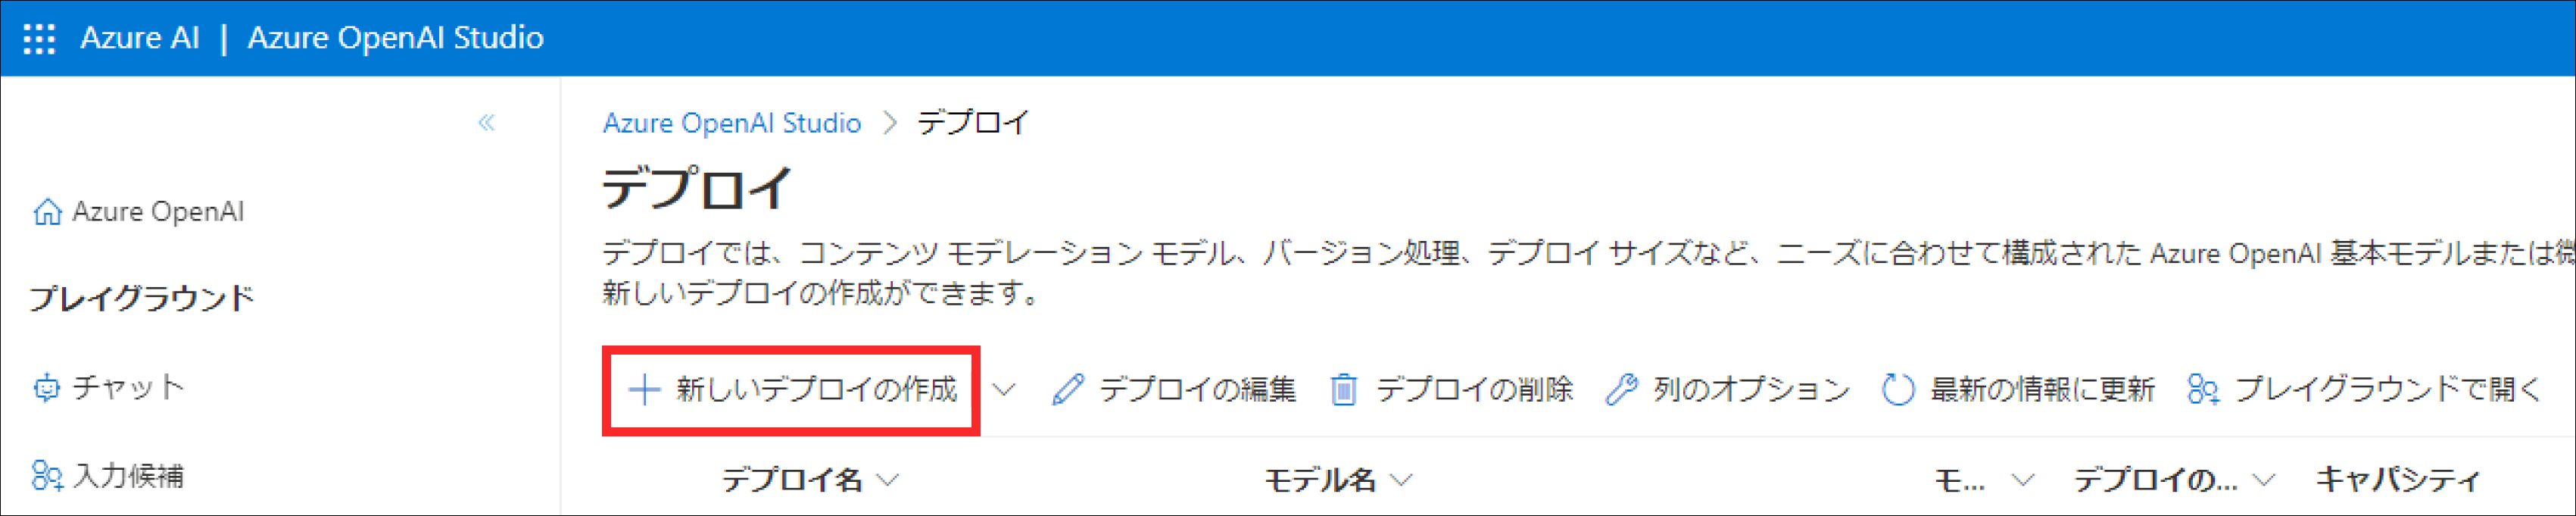 Azure AI | Azure OpenAI Studio
Azure OpenAI Studio > デプロイ
デプロイ
Azure OpenAI
デプロイでは、コンテンツ モデレーション モデル、バージョン処理、デプロイ サイズなど、ニーズに合わせて構成された Azure OpenAI 基本モデルまたは微
新しいデプロイの作成ができます。
プレイグラウンド
チャット
入力候補
新しいデプロイの作成 デプロイの編集 デプロイの削除 列のオプション 最新の情報に更新 プレイグラウンドで開く
デプロイ名 モデル名 モ... デプロイの... キャパシティ